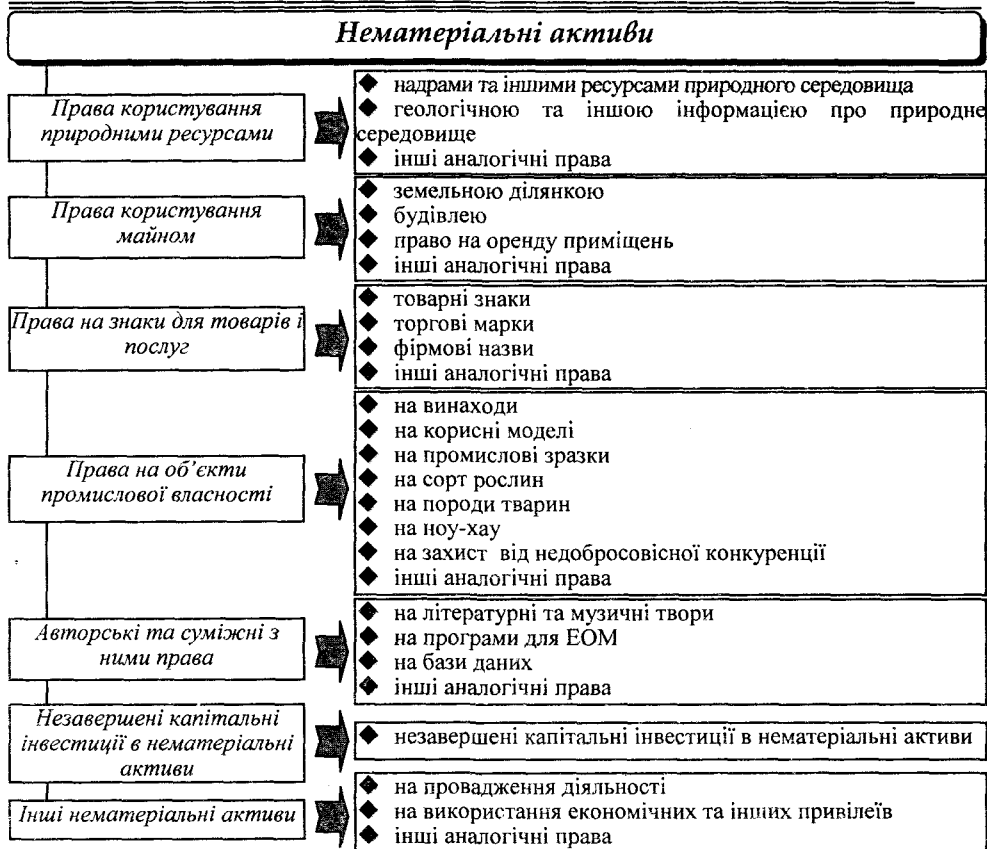 Нематеріальні активи
Права користування
природними ресурсами
◆ надрами та іншими ресурсами природного середовища
◆ геологічною та іншою інформацією про природне
середовище
◆ інші аналогічні права
Права користування
майном
◆ земельною ділянкою
◆ будівлею
◆ право на оренду приміщень
◆ інші аналогічні права
Права на знаки для товарів і
послуг
◆ товарні знаки
◆ торгові марки
◆ фірмові назви
◆ інші аналогічні права
Права на об’єкти
промислової власності
◆ на винаходи
◆ на корисні моделі
◆ на промислові зразки
◆ на сорт рослин
◆ на породи тварин
◆ на ноу-хау
◆ на захист від недобросовісної конкуренції
◆ інші аналогічні права
Авторські та суміжні з
ними права
◆ на літературні та музичні твори
◆ на програми для ЕОМ
◆ на бази даних
◆ інші аналогічні права
Незавершені капітальні
інвестиції в нематеріальні
активи
◆ незавершені капітальні інвестиції в нематеріальні активи
Інші нематеріальні активи
◆ на провадження діяльності
◆ на використання економічних та інших привілеїв
◆ інші аналогічні права